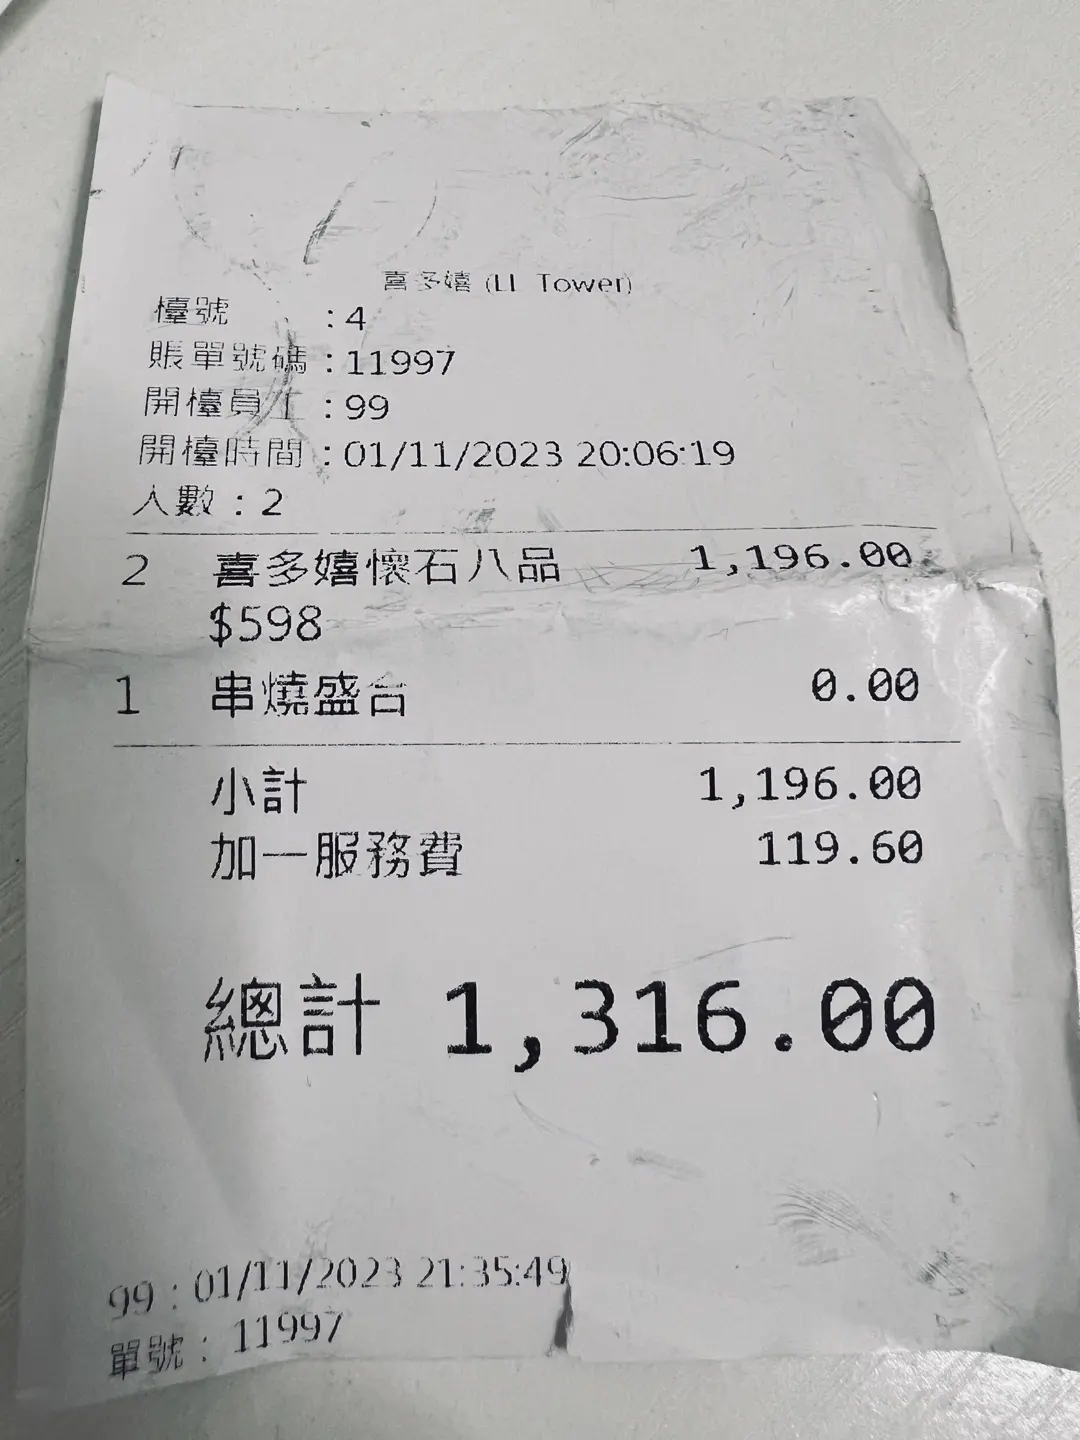 喜多嬉 (LL Tower)
檯號 : 4
賬單號碼 : 11997
開檯員工 : 99
開檯時間 : 01/11/2023 20:06:19
人數 : 2
2 喜多嬉懷石八品 1,196.00
$598
1 串燒盛合 0.00
小計 1,196.00
加一服務費 119.60
總計 1,316.00
99 : 01/11/2023 21:35:49
單號 : 11997